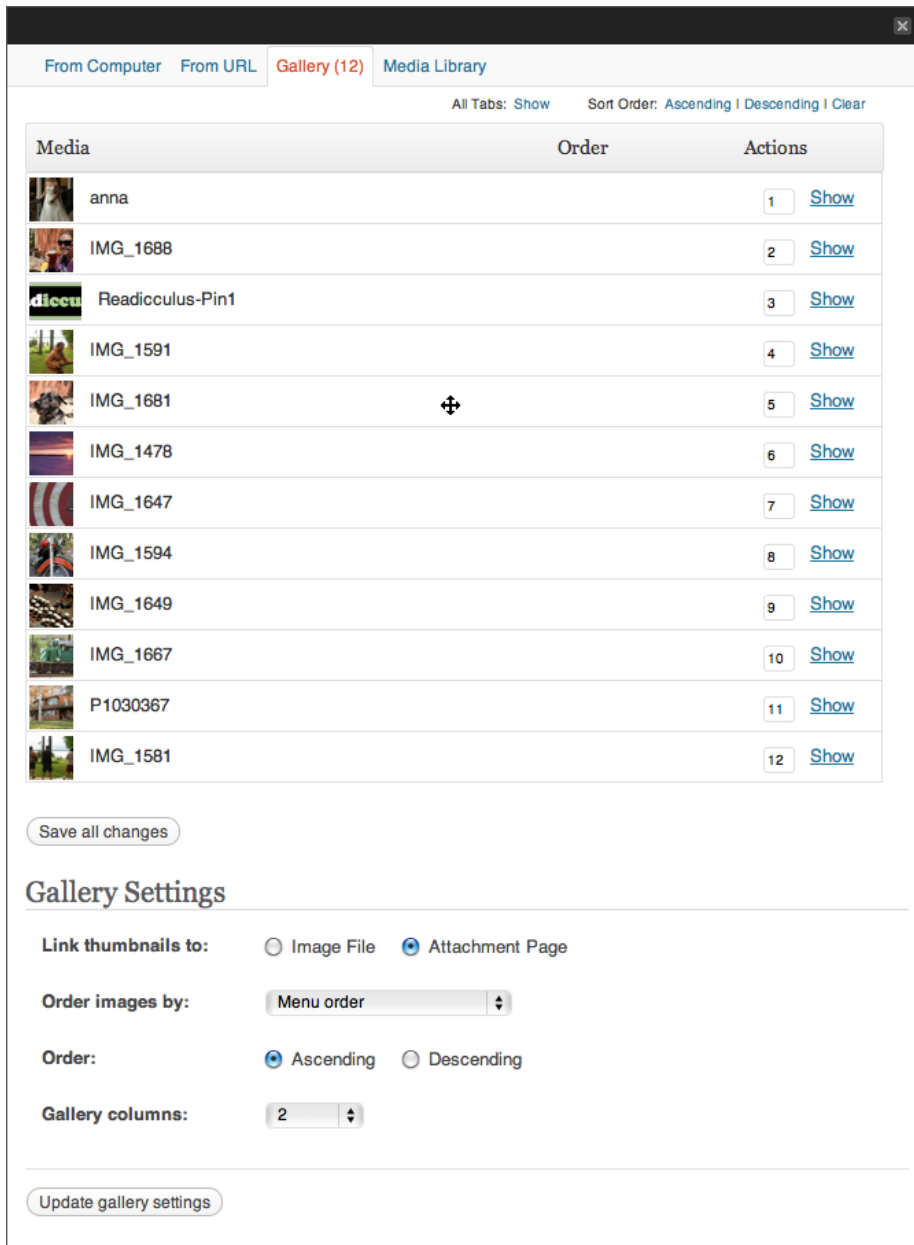 From Computer From URL Gallery (12) Media Library
All Tabs: Show Sort Order: Ascending | Descending | Clear
Media Order Actions
anna 1 Show
IMG_1688 2 Show
diccu Readicculus-Pin1 3 Show
IMG_1591 4 Show
IMG_1681 5 Show
IMG_1478 6 Show
IMG_1647 7 Show
IMG_1594 8 Show
IMG_1649 9 Show
IMG_1667 10 Show
P1030367 11 Show
IMG_1581 12 Show
Save all changes
Gallery Settings
Link thumbnails to: Image File Attachment Page
Order images by: Menu order
Order: Ascending Descending
Gallery columns: 2
Update gallery settings